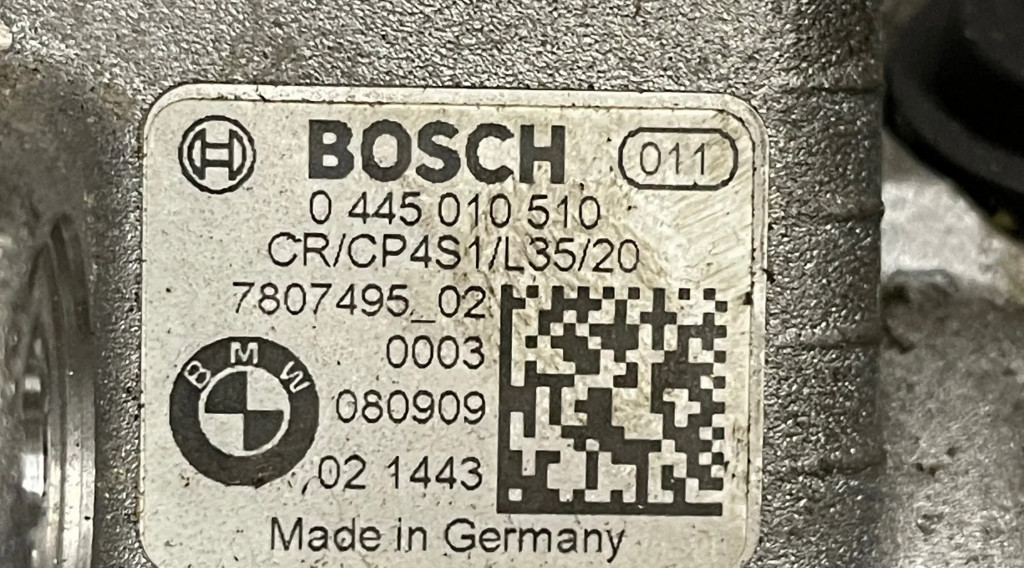 BOSCH 011
0 445 010 510
CR/CP4S1/L35/20
7807495_02
0003
BMW
080909
02 1443
Made in Germany